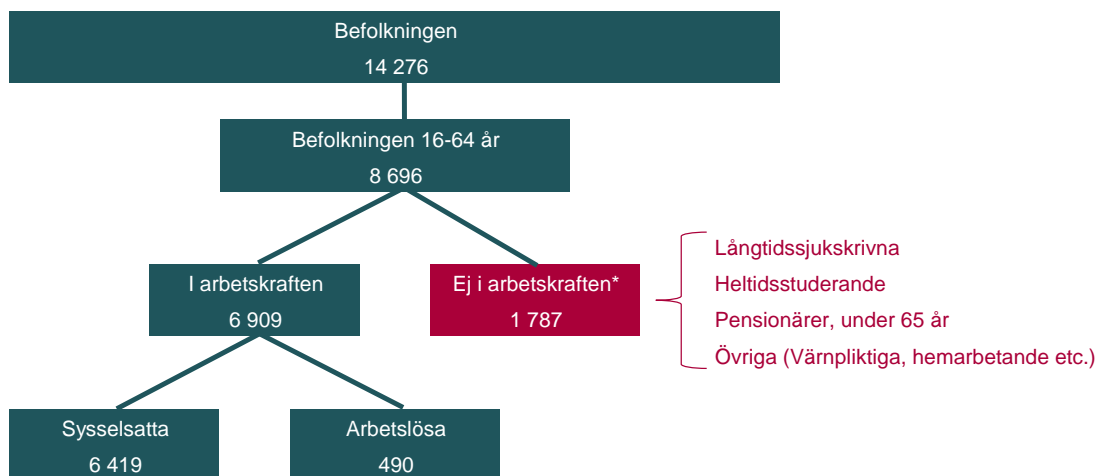 Befolkningen
14 276
Befolkningen 16-64 år
8 696
I arbetskraften
6 909
Ej i arbetskraften*
1 787
Långtidssjukskrivna
Heltidsstuderande
Pensionärer, under 65 år
Övriga (Värnpliktiga, hemarbetande etc.)
Sysselsatta
6 419
Arbetslösa
490